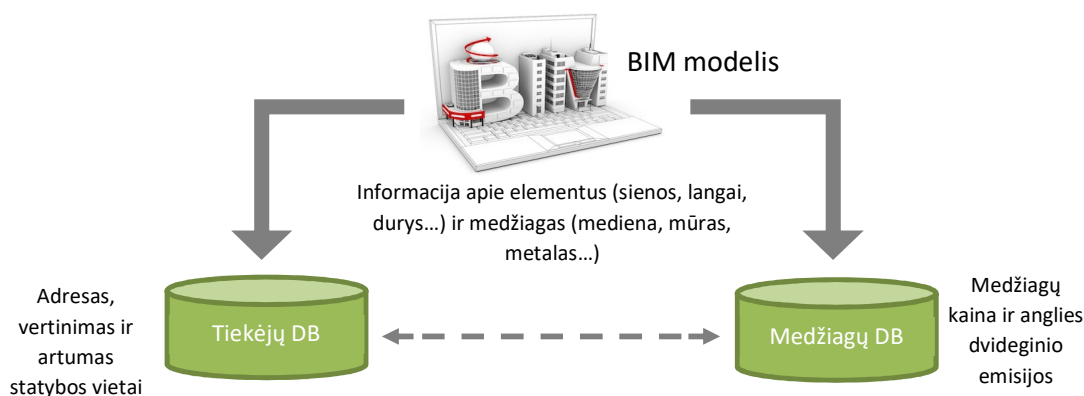 BIM modelis
Informacija apie elementus (sienos, langai,
durys…) ir medžiagas (mediena, mūras,
metalas…)
Adresas,
vertinimas ir
artumas
statybos vietai
Tiekėjų DB
Medžiagų DB
Medžiagų
kaina ir anglies
dvideginio
emisijos